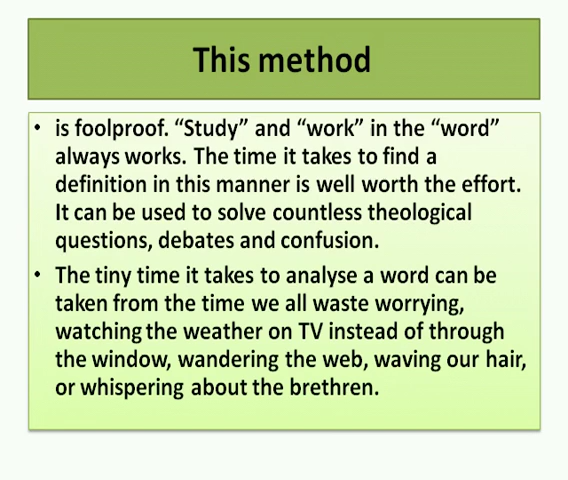 This method
• is foolproof. “Study” and “work” in the “word”
always works. The time it takes to find a
definition in this manner is well worth the effort.
It can be used to solve countless theological
questions, debates and confusion.
• The tiny time it takes to analyse a word can be
taken from the time we all waste worrying,
watching the weather on TV instead of through
the window, wandering the web, waving our hair,
or whispering about the brethren.